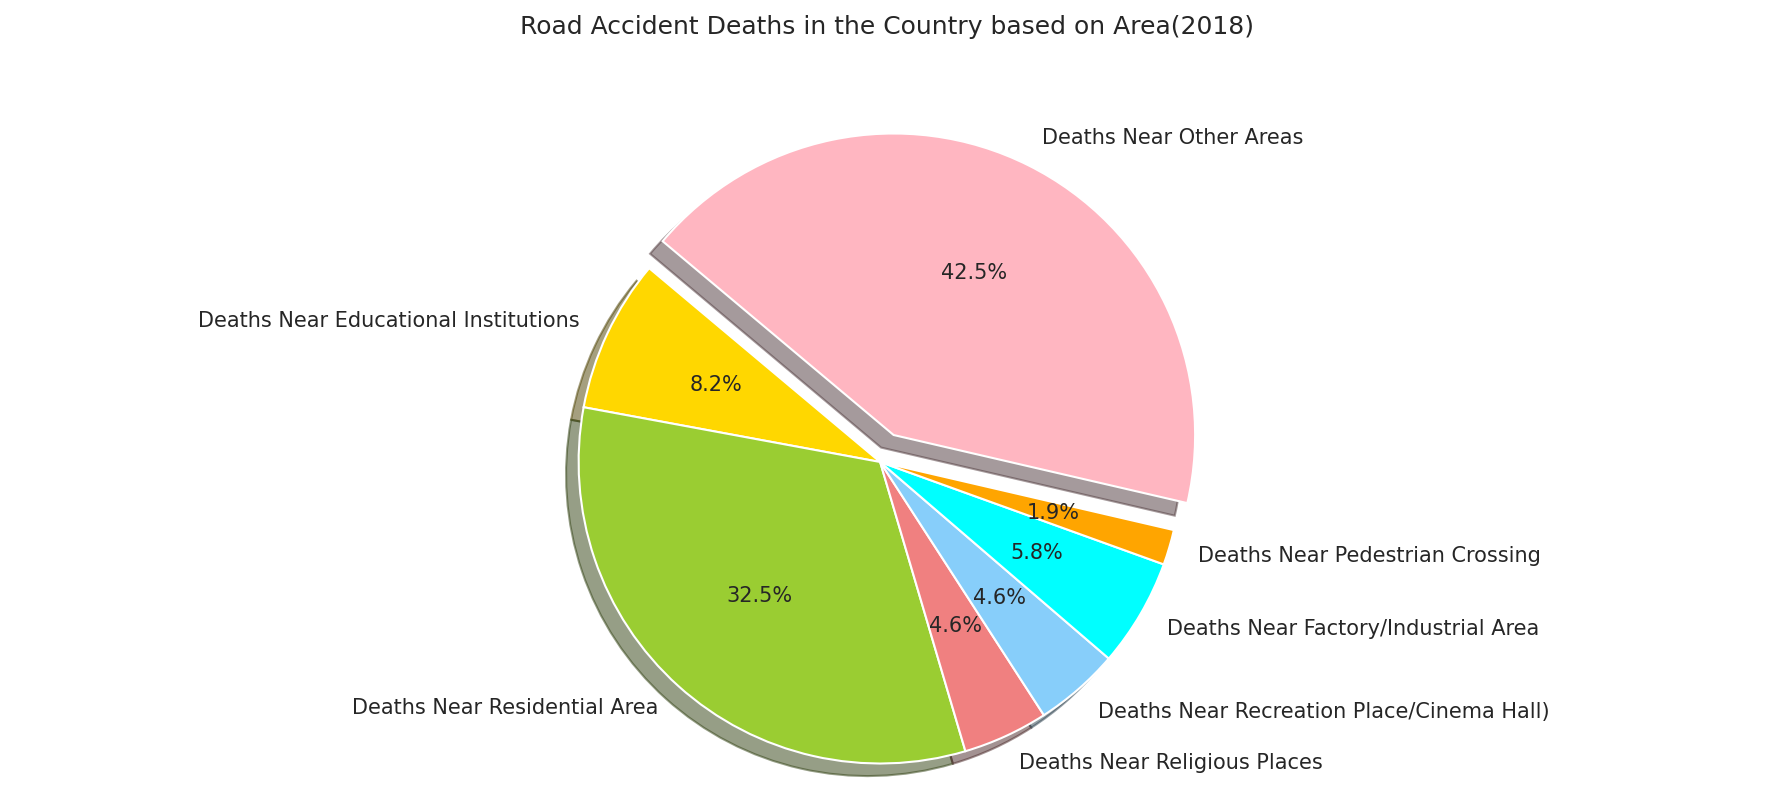 Road Accident Deaths in the Country based on Area(2018)
Deaths Near Other Areas
42.5%
Deaths Near Educational Institutions
8.2%
1.9%
5.8%
Deaths Near Pedestrian Crossing
32.5%
4.6%
4.6%
Deaths Near Factory/Industrial Area
Deaths Near Residential Area
Deaths Near Recreation Place/Cinema Hall)
Deaths Near Religious Places